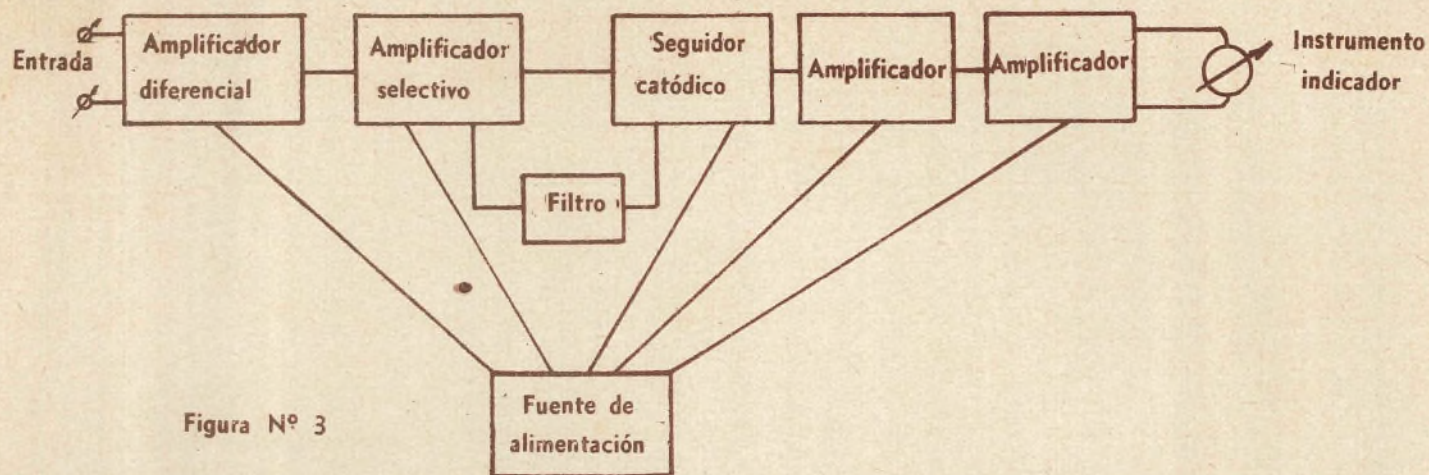 Entrada
Amplificador
diferencial
Amplificador
selectivo
Seguidor
catódico
Amplificador
Amplificador
Instrumento
indicador
Filtro
Fuente de
alimentación
Figura Nº 3